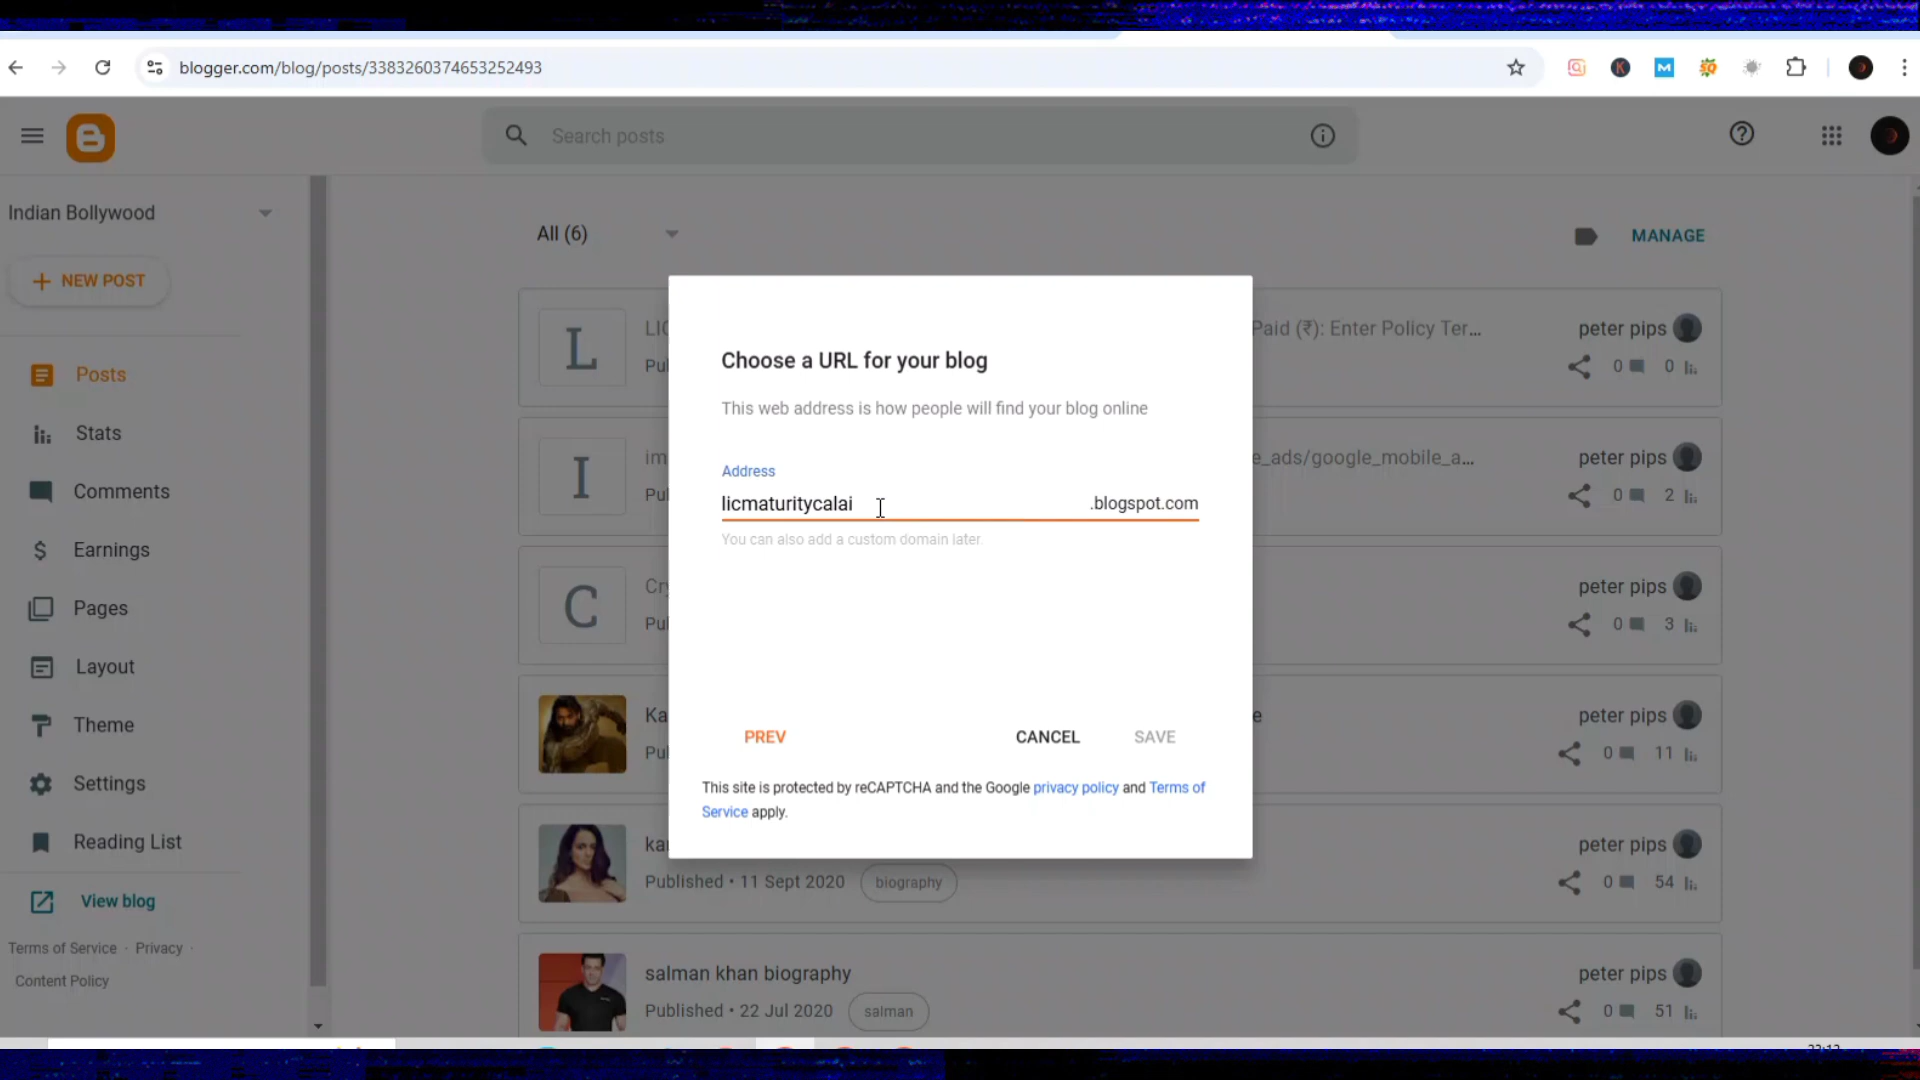 blogger.com/blog/posts/3383260374653252493
Search posts
Indian Bollywood
NEW POST
Posts
Stats
Comments
Earnings
Pages
Layout
Theme
Settings
Reading List
View blog
Terms of Service · Privacy ·
Content Policy
All (6)
MANAGE
L
LIC
Paid (₹): Enter Policy Ter...
peter pips
Pul
0 0
I
im
e_ads/google_mobile_a...
peter pips
Pul
0 2
C
Cry
peter pips
Pul
0 3
Ka
e
peter pips
Pul
0 11
kar
peter pips
Published • 11 Sept 2020 biography
0 54
salman khan biography
peter pips
Published • 22 Jul 2020 salman
0 51
Choose a URL for your blog
This web address is how people will find your blog online
Address
licmaturitycalai .blogspot.com
You can also add a custom domain later.
PREV CANCEL SAVE
This site is protected by reCAPTCHA and the Google privacy policy and Terms of
Service apply.